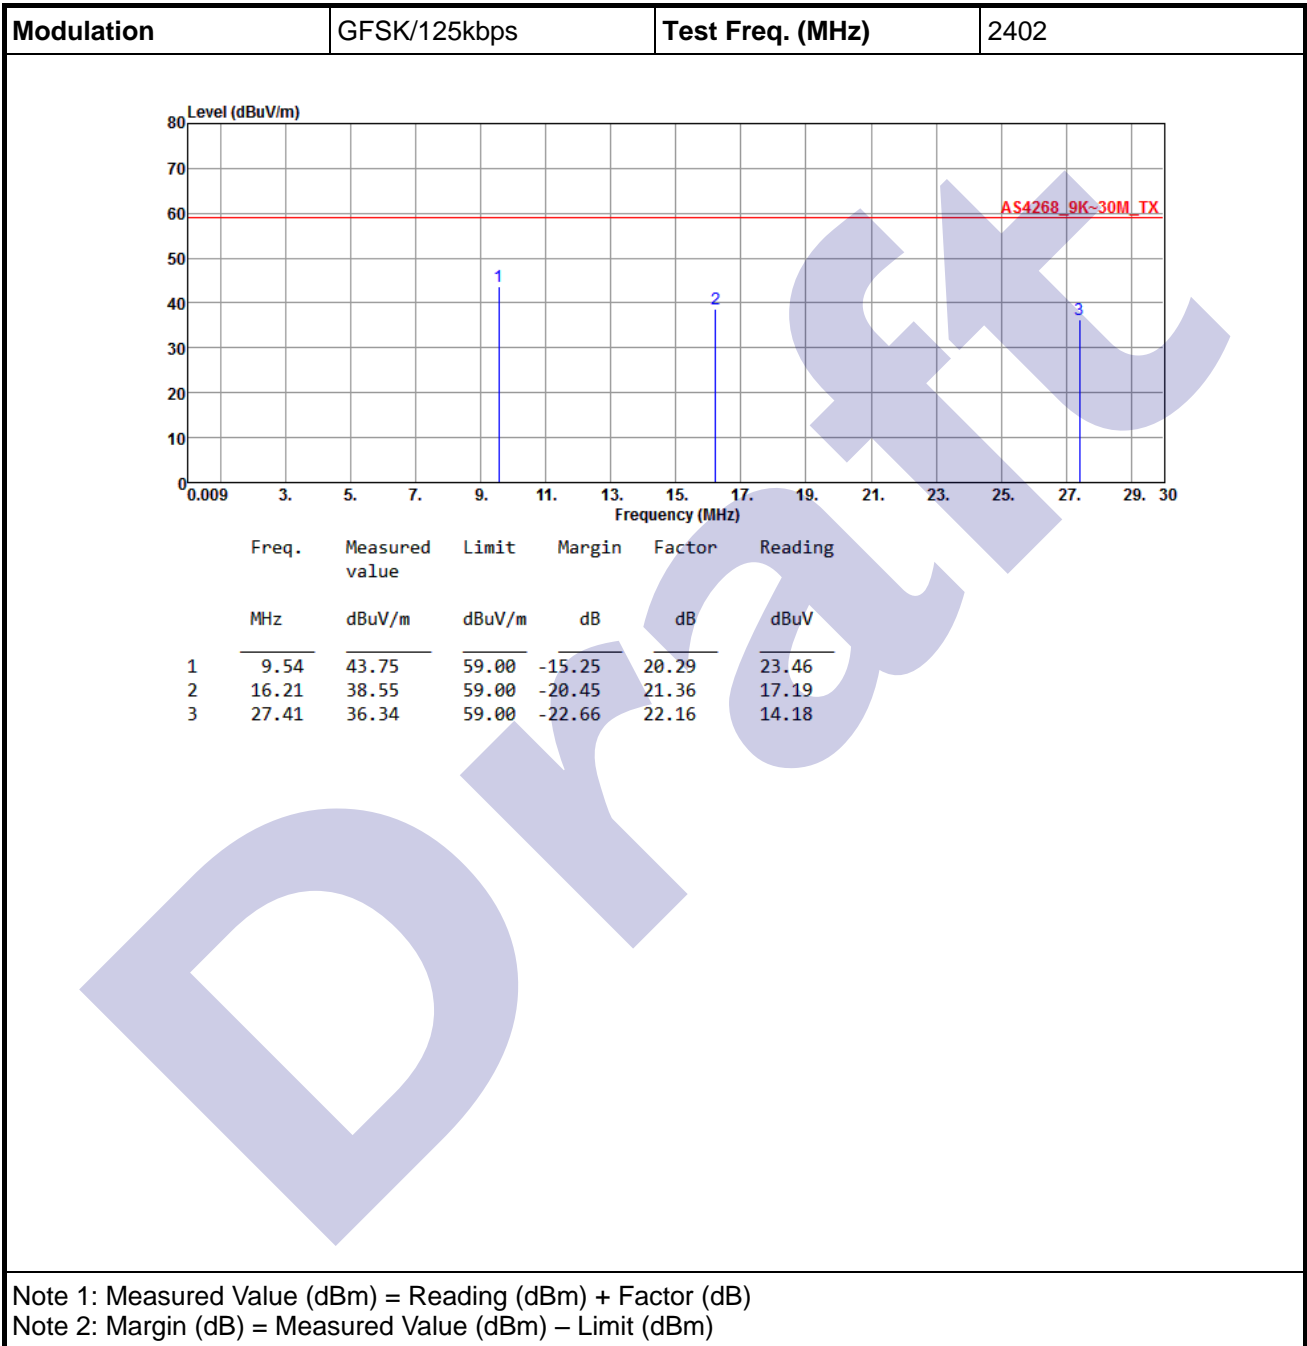 Modulation GFSK/125kbps Test Freq. (MHz) 2402
Level (dBuV/m)
80
70
60
50
40
30
20
10
0
AS4268_9K~30M_TX
1
2
3
0.009 3. 5. 7. 9. 11. 13. 15. 17. 19. 21. 23. 25. 27. 29. 30
Frequency (MHz)
Freq. Measured Limit Margin Factor Reading
value
MHz dBuV/m dBuV/m dB dB dBuV
1 9.54 43.75 59.00 -15.25 20.29 23.46
2 16.21 38.55 59.00 -20.45 21.36 17.19
3 27.41 36.34 59.00 -22.66 22.16 14.18
Draft
Note 1: Measured Value (dBm) = Reading (dBm) + Factor (dB)
Note 2: Margin (dB) = Measured Value (dBm) – Limit (dBm)